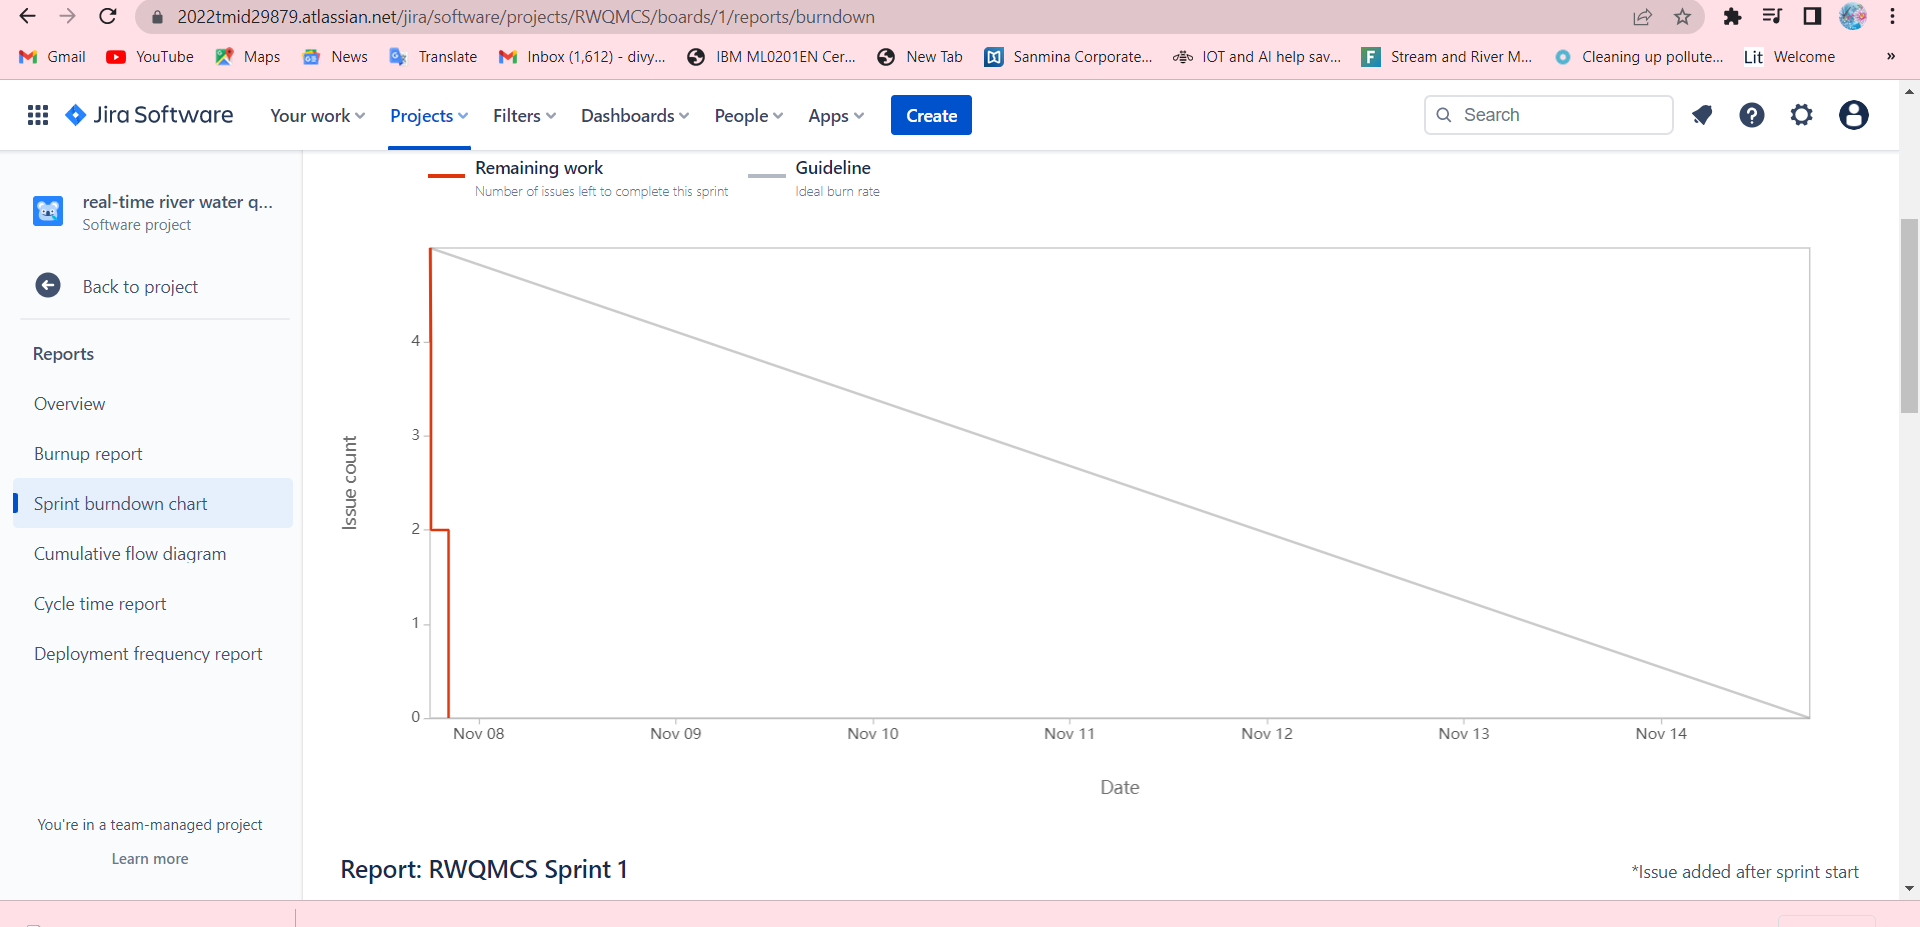 2022tmid29879.atlassian.net/jira/software/projects/RWQMCS/boards/1/reports/burndown
Gmail YouTube Maps News Translate Inbox (1,612) - divy... IBM ML0201EN Cer... New Tab Sanmina Corporate... IOT and AI help sav... F Stream and River M... Cleaning up pollute... Lit Welcome »
Jira Software Your work Projects Filters Dashboards People Apps Create Search
real-time river water q...
Software project
Back to project
Reports
Overview
Burnup report
Sprint burndown chart
Cumulative flow diagram
Cycle time report
Deployment frequency report
You're in a team-managed project
Learn more
Remaining work
Number of issues left to complete this sprint
Guideline
Ideal burn rate
Issue count
4
3
2
1
0
Nov 08 Nov 09 Nov 10 Nov 11 Nov 12 Nov 13 Nov 14
Date
Report: RWQMCS Sprint 1
*Issue added after sprint start